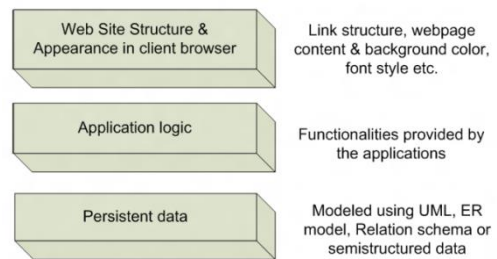 Web Site Structure &
Appearance in client browser
Link structure, webpage
content & background color,
font style etc.
Application logic
Functionalities provided by
the applications
Persistent data
Modeled using UML, ER
model, Relation schema or
semistructured data